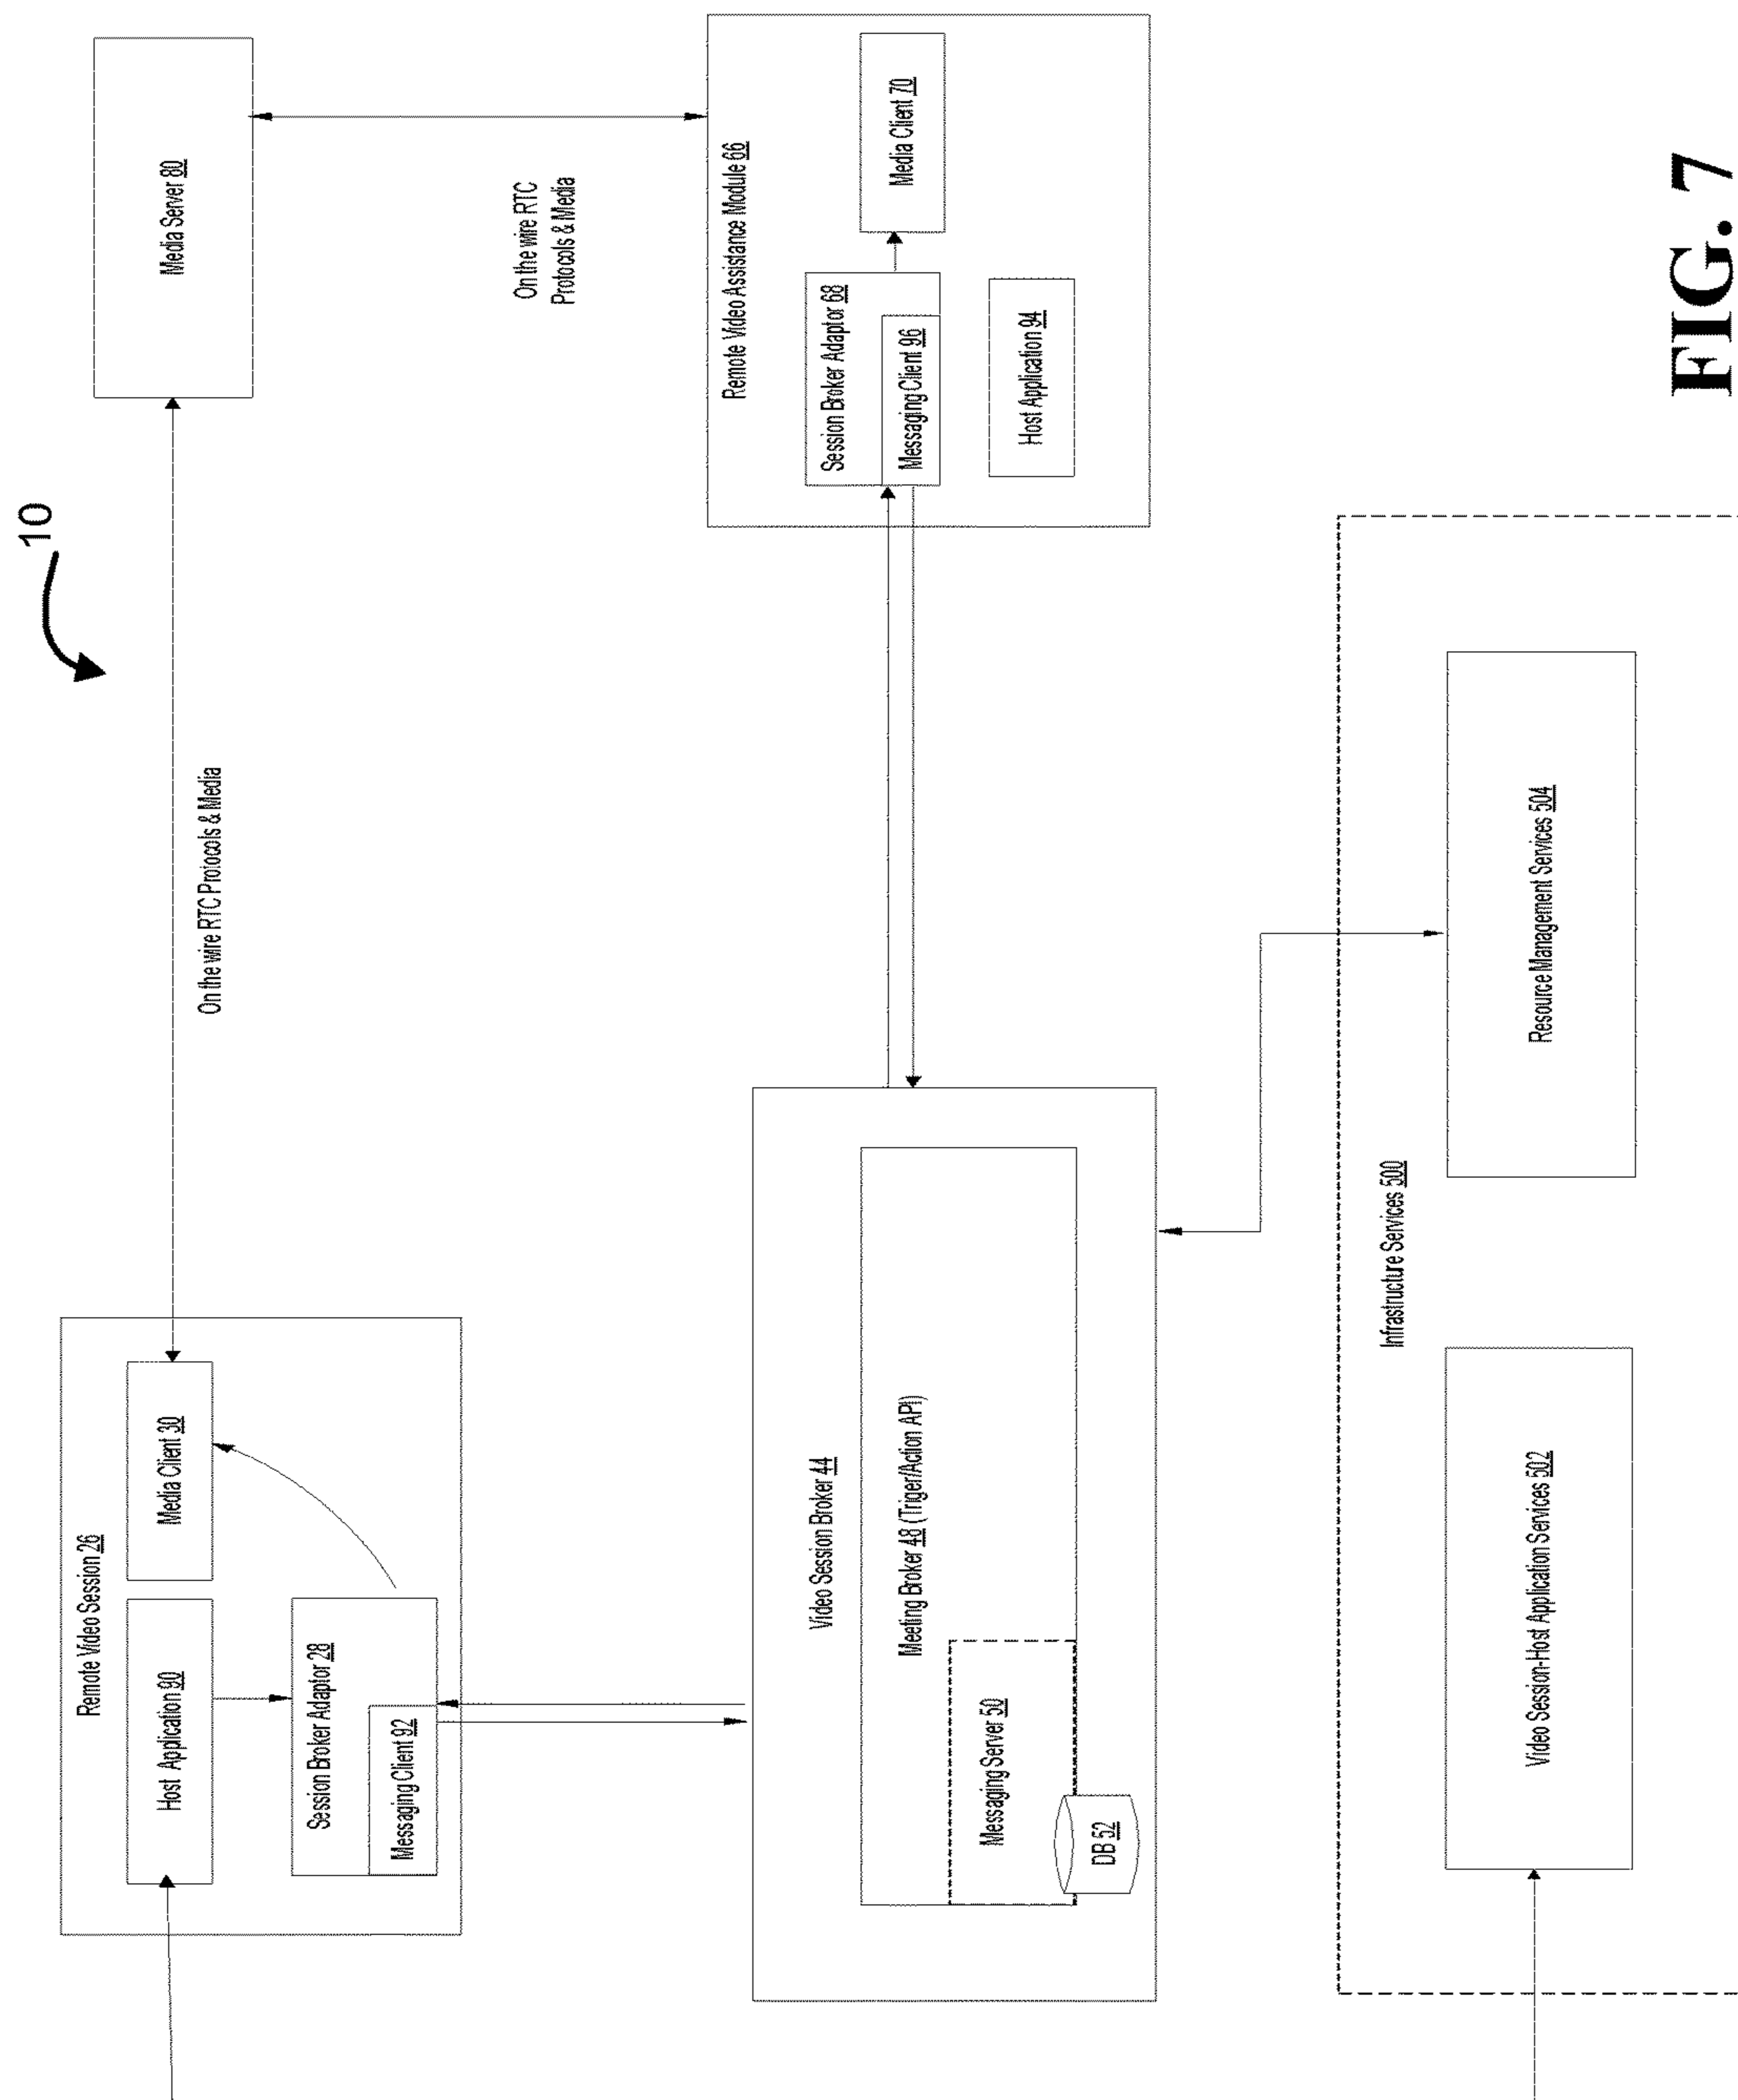 10
Remote Video Session 26
Host Application 90
Media Client 30
Session Broker Adaptor 28
Messaging Client 92
On the wire RTC Protocols & Media
Media Server 80
On the wire RTC
Protocols & Media
Video Session Broker 44
Meeting Broker 48 (Triger/Action API)
Messaging Server 50
DB 52
Remote Video Assistance Module 66
Session Broker Adaptor 68
Messaging Client 96
Media Client 70
Host Application 94
Infrastructure Services 500
Video Session-Host Application Services 502
Resource Management Services 504
FIG. 7